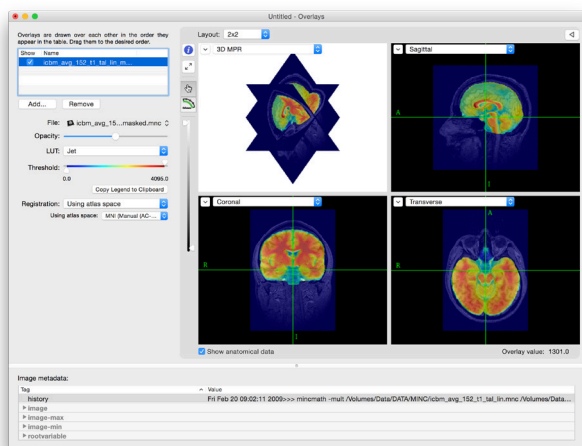 Untitled - Overlays
Overlays are drawn over each other in the order they
appear in the table. Drag them to the desired order.
Show Name
icbm_avg_152_t1_tal_lin_m...
Add... Remove
File: icbm_avg_15...masked.mnc
Opacity:
LUT: Jet
Threshold:
0.0 4095.0
Copy Legend to Clipboard
Registration: Using atlas space
Using atlas space: MNI (Manual (AC-...
Layout: 2x2
3D MPR
Sagittal
A
I
Coronal
R
I
Transverse
A
R
Show anatomical data
Overlay value: 1301.0
Image metadata:
Tag Value
history Fri Feb 20 09:02:11 2009>>> mincmath -mult /Volumes/Data/DATA/MINC/icbm_avg_152_t1_tal_lin.mnc /Volumes/Data...
image
image-max
image-min
rootvariable